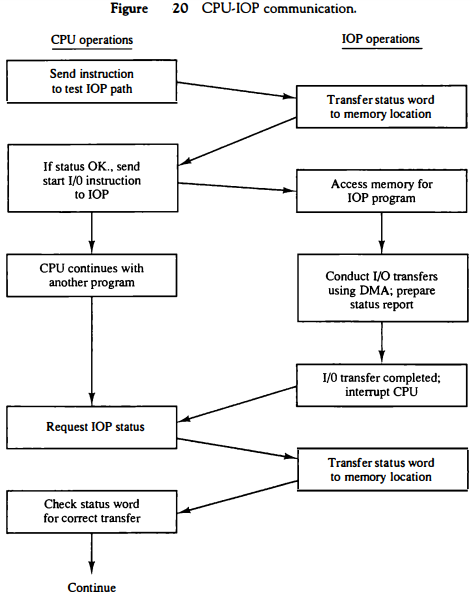 Figure 20 CPU-IOP communication.
CPU operations
IOP operations
Send instruction
to test IOP path
Transfer status word
to memory location
If status OK., send
start I/0 instruction
to IOP
Access memory for
IOP program
CPU continues with
another program
Conduct I/O transfers
using DMA; prepare
status report
I/0 transfer completed;
interrupt CPU
Request IOP status
Transfer status word
to memory location
Check status word
for correct transfer
Continue